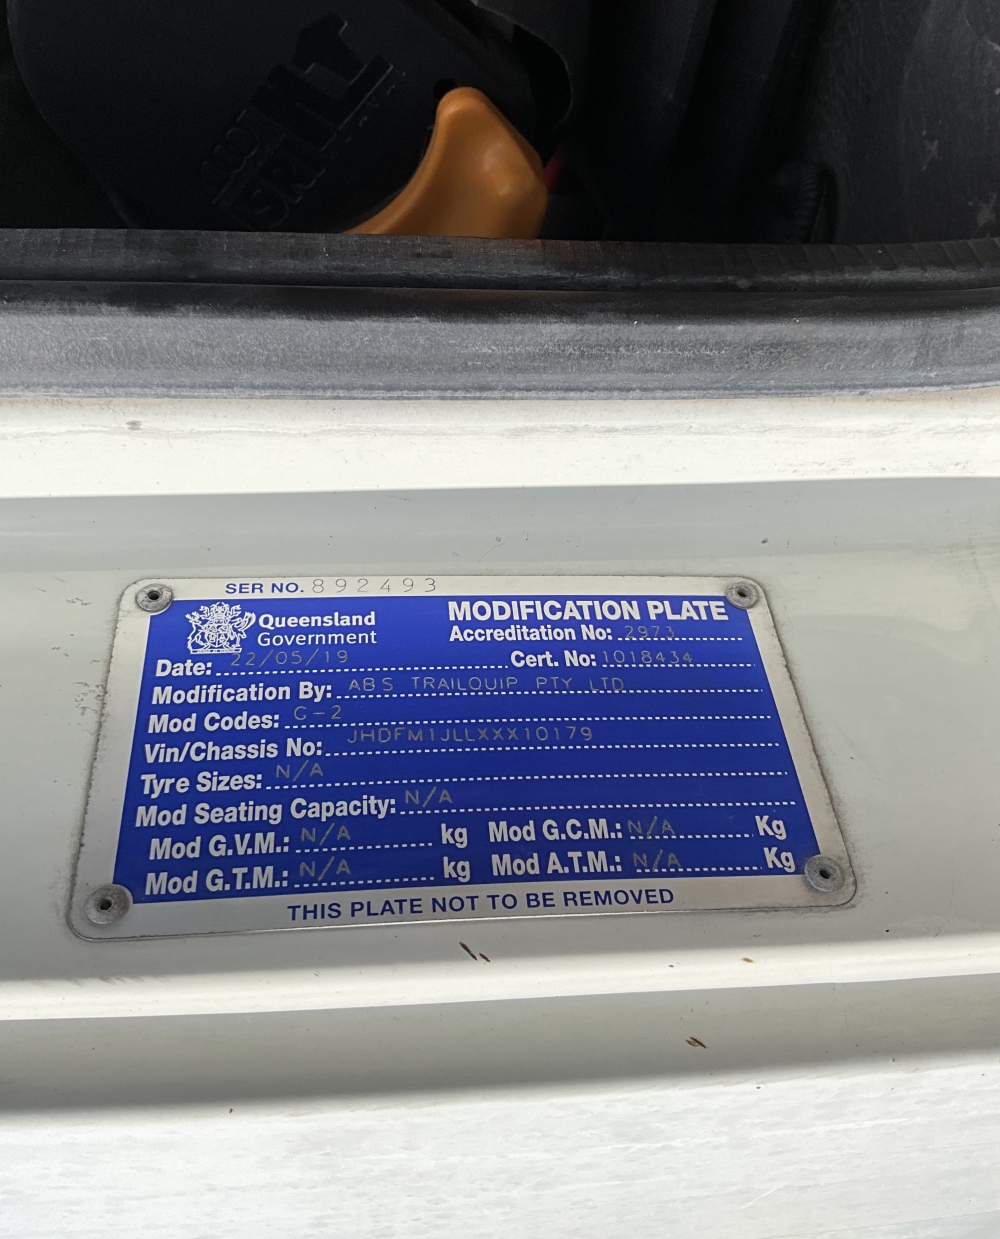 SER NO. 892493
Queensland
Government
MODIFICATION PLATE
Accreditation No: 2973
Date: 22/05/19 Cert. No: 1018434
Modification By: ABS TRAILQUIP PTY LTD
Mod Codes: C-2
Vin/Chassis No: JHDFM1JLLXXX10179
Tyre Sizes: N/A
Mod Seating Capacity: N/A
Mod G.V.M.: N/A kg Mod G.C.M.: N/A Kg
Mod G.T.M.: N/A kg Mod A.T.M.: N/A Kg
THIS PLATE NOT TO BE REMOVED